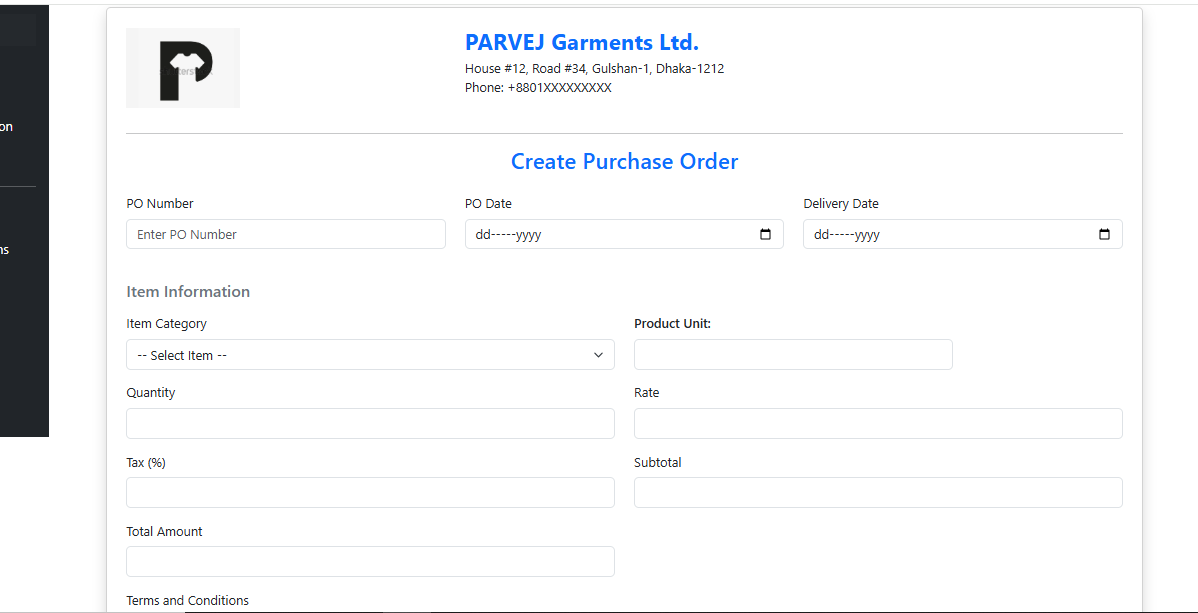 on
ns
P
PARVEJ Garments Ltd.
House #12, Road #34, Gulshan-1, Dhaka-1212
Phone: +8801XXXXXXXXX
Create Purchase Order
PO Number PO Date Delivery Date
Enter PO Number dd-----yyyy dd-----yyyy
Item Information
Item Category Product Unit:
-- Select Item --
Quantity Rate
Tax (%) Subtotal
Total Amount
Terms and Conditions